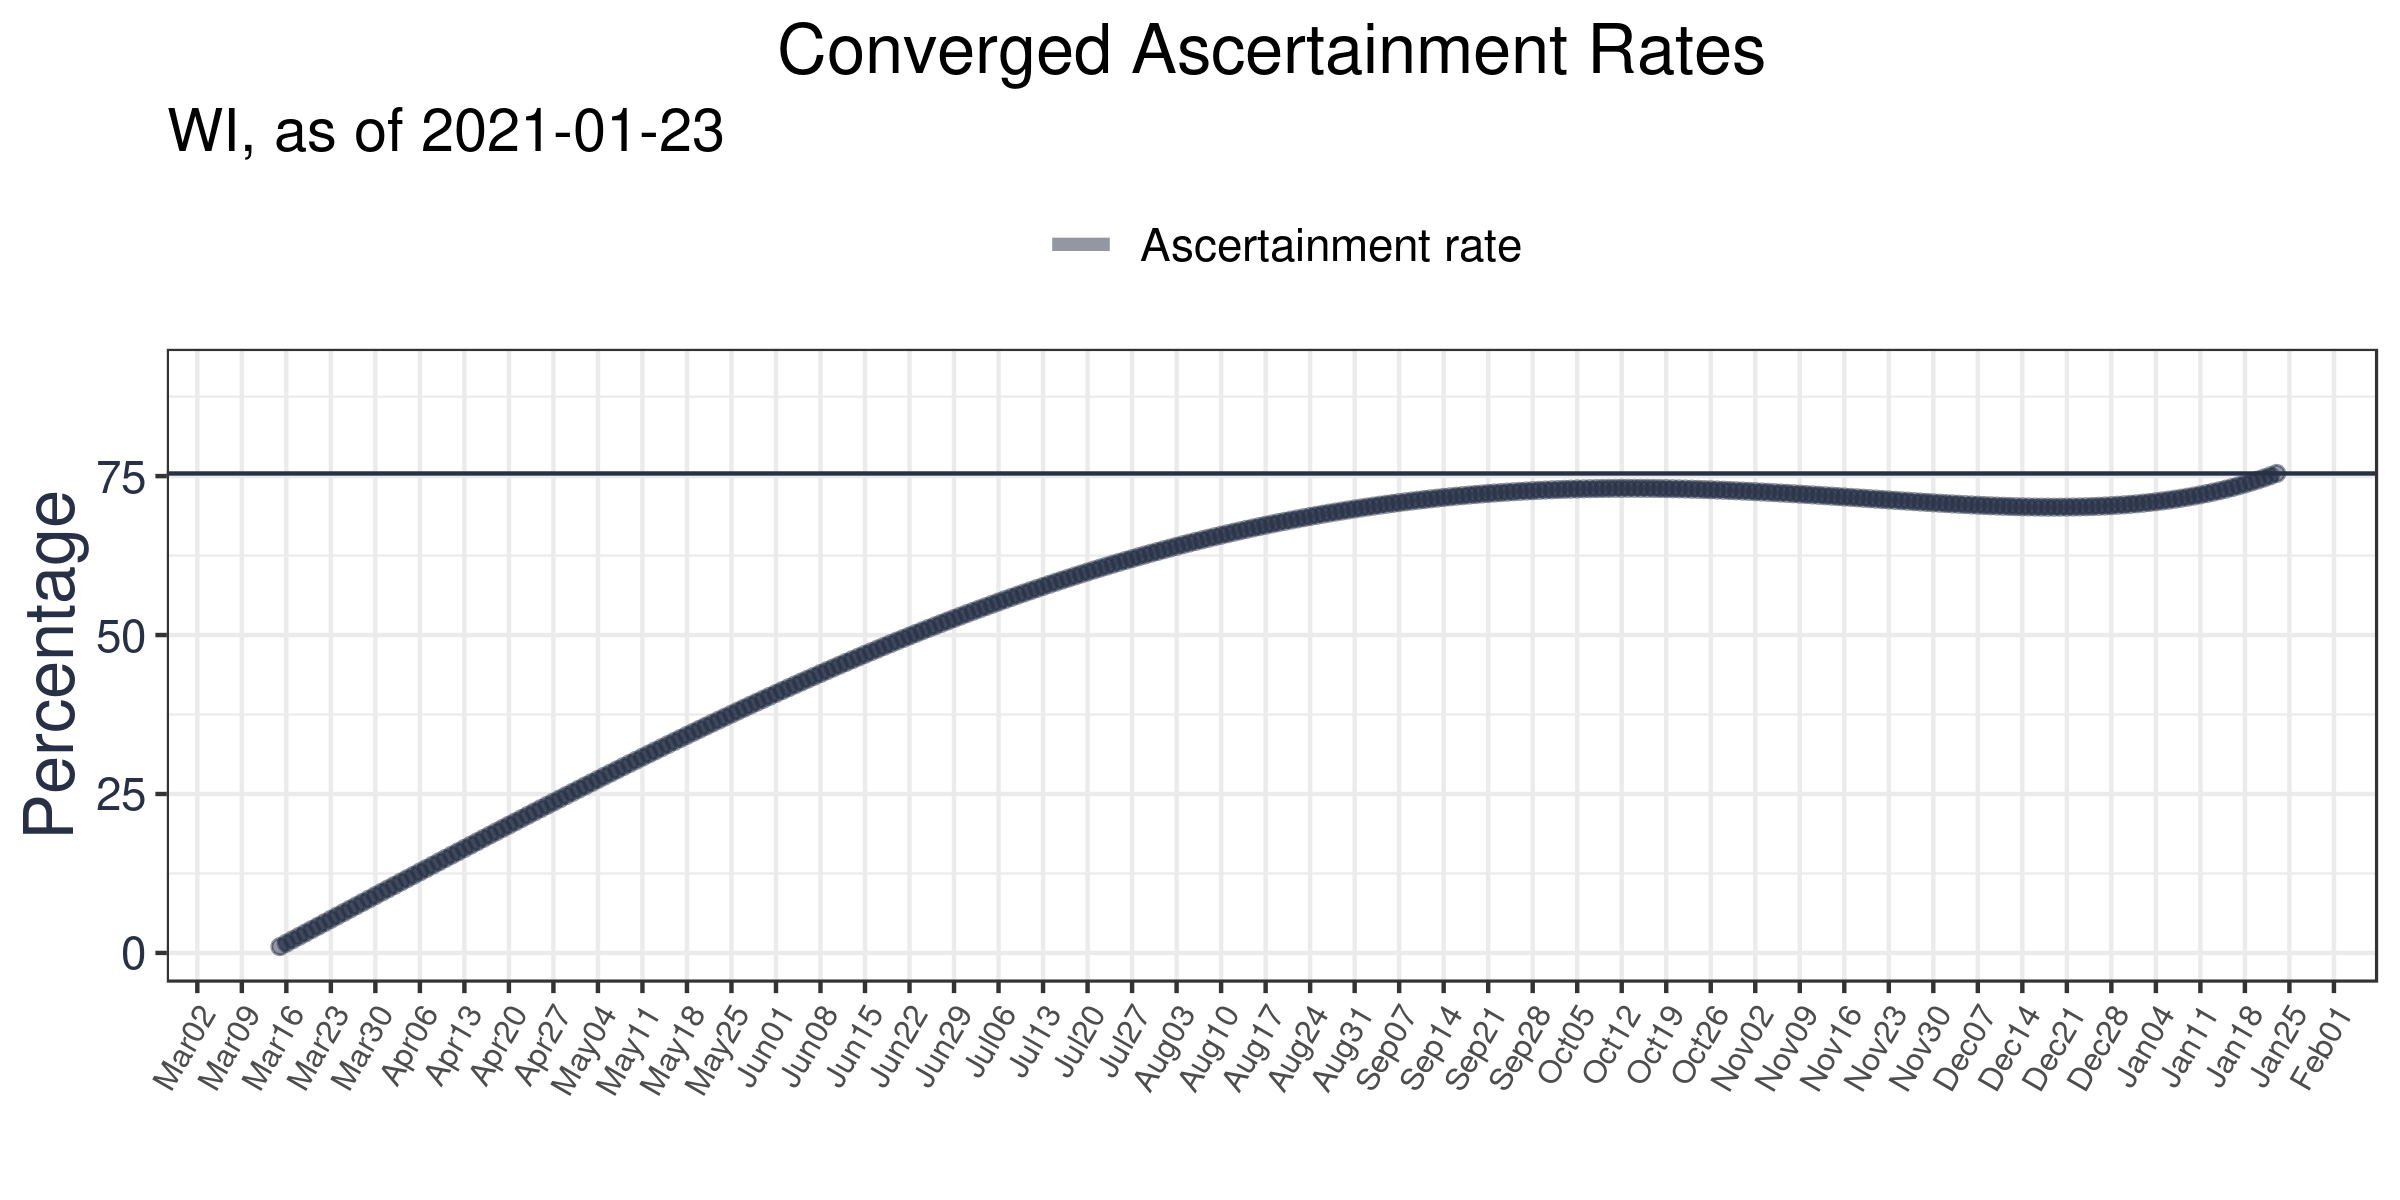 Converged Ascertainment Rates
WI, as of 2021-01-23
Ascertainment rate
Percentage
75
50
25
0
Mar02 Mar09 Mar16 Mar23 Mar30 Apr06 Apr13 Apr20 Apr27 May04 May11 May18 May25 Jun01 Jun08 Jun15 Jun22 Jun29 Jul06 Jul13 Jul20 Jul27 Aug03 Aug10 Aug17 Aug24 Aug31 Sep07 Sep14 Sep21 Sep28 Oct05 Oct12 Oct19 Oct26 Nov02 Nov09 Nov16 Nov23 Nov30 Dec07 Dec14 Dec21 Dec28 Jan04 Jan11 Jan18 Jan25 Feb01